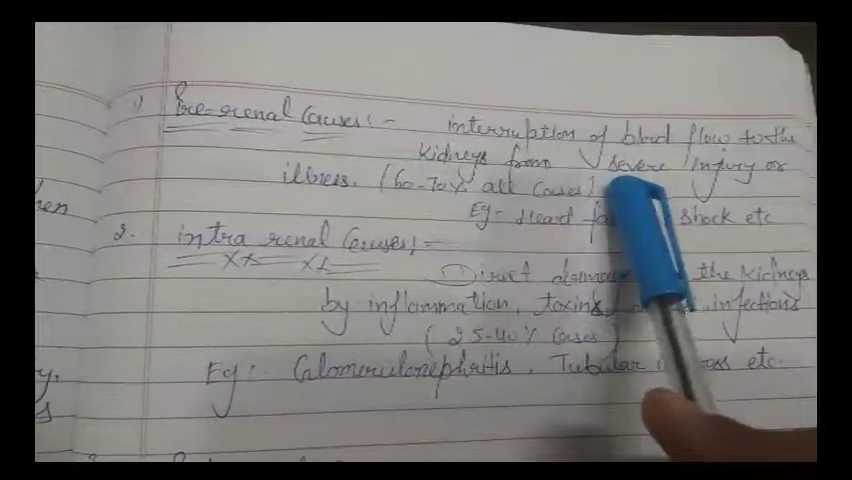 1) Pre-renal Causes:- interruption of blood flow to the
Kidneys from severe injury or
illness. (60-70% all Cases)
Eg- Heard shock etc
2. intra renal Causes:-
Direct the Kidneys
by inflammation, toxins, infections
(25-40% Cases)
Eg: Glomerulonephritis, Tubular etc.
hen
y.
s